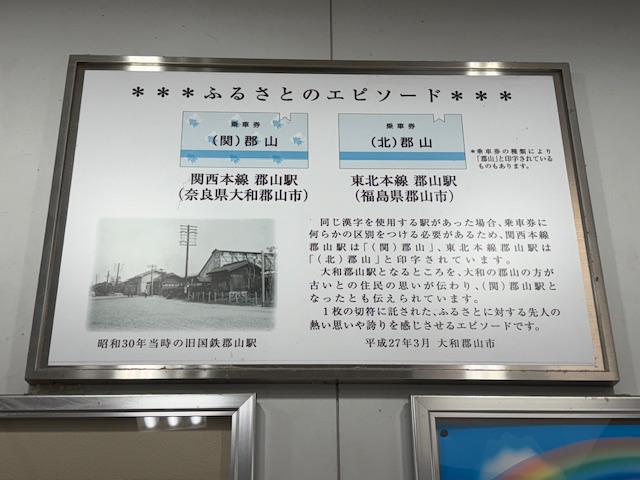 ＊＊＊ふるさとのエピソード＊＊＊
乗車券
（関）郡山
乗車券
（北）郡山
＊乗車券の種類により
「郡山」と印字されている
ものもあります。
関西本線 郡山駅
（奈良県大和郡山市）
東北本線 郡山駅
（福島県郡山市）
同じ漢字を使用する駅があった場合、乗車券に
何らかの区別をつける必要があるため、関西本線
郡山駅は「（関）郡山」、東北本線郡山駅は
「（北）郡山」と印字されています。
大和郡山駅となるところを、大和の郡山の方が
古いとの住民の思いが伝わり、（関）郡山駅と
なったとも伝えられています。
１枚の切符に託された、ふるさとに対する先人の
熱い思いや誇りを感じさせるエピソードです。
昭和30年当時の旧国鉄郡山駅
平成27年3月 大和郡山市